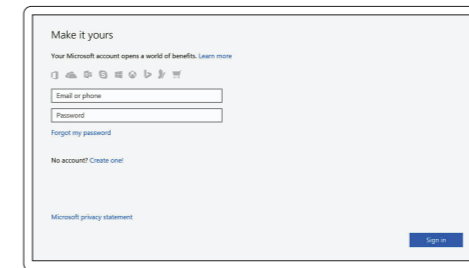 Make it yours
Your Microsoft account opens a world of benefits. Learn more
Email or phone
Password
Forgot my password
No account? Create one!
Microsoft privacy statement
Sign in